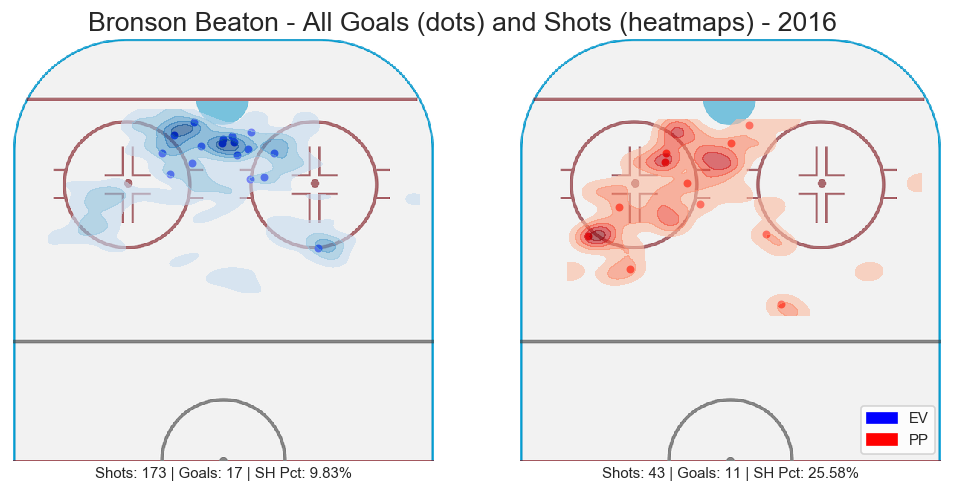 Bronson Beaton - All Goals (dots) and Shots (heatmaps) - 2016
EV
PP
Shots: 173 | Goals: 17 | SH Pct: 9.83%
Shots: 43 | Goals: 11 | SH Pct: 25.58%